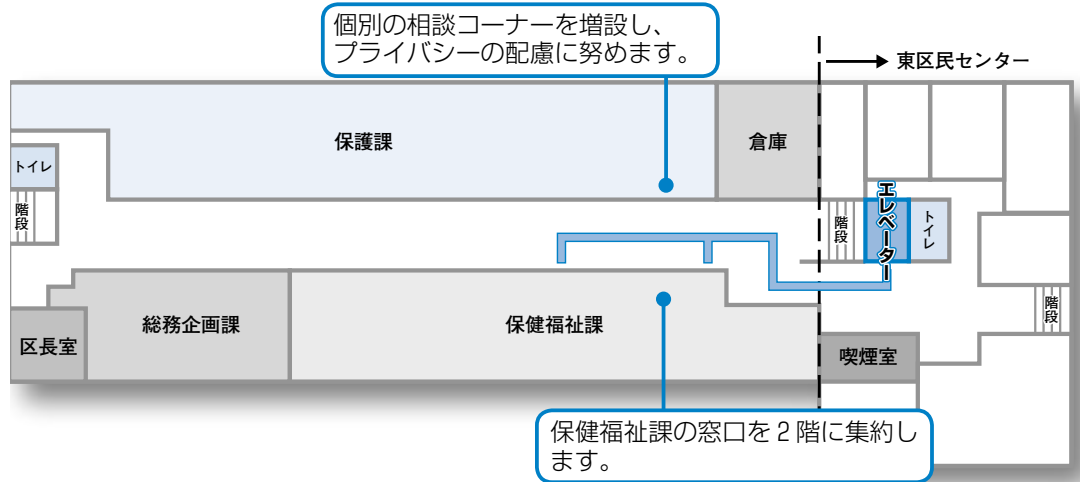 個別の相談コーナーを増設し、
プライバシーの配慮に努めます。
東区民センター
保護課
倉庫
トイレ
階段
エレベーター
トイレ
階段
階段
総務企画課
保健福祉課
区長室
喫煙室
保健福祉課の窓口を2階に集約し
ます。